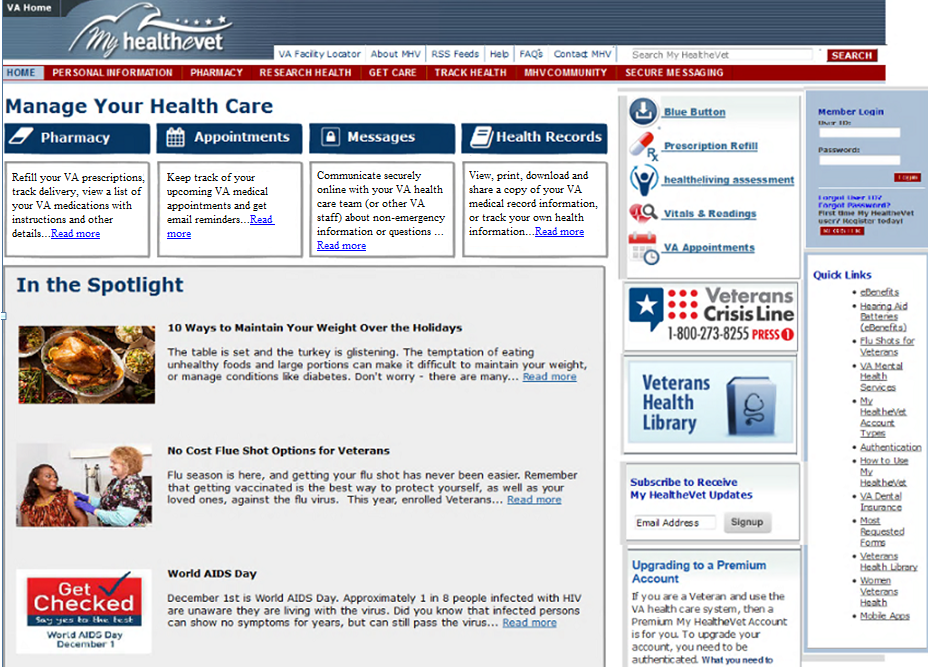 VA Home
My healthevet
VA Facility Locator About MHV RSS Feeds Help FAQs Contact MHV Search My HealtheVet SEARCH
HOME PERSONAL INFORMATION PHARMACY RESEARCH HEALTH GET CARE TRACK HEALTH MHV COMMUNITY SECURE MESSAGING
Manage Your Health Care
Pharmacy
Refill your VA prescriptions,
track delivery, view a list of
your VA medications with
instructions and other
details...Read more
Appointments
Keep track of your
upcoming VA medical
appointments and get
email reminders...Read
more
Messages
Communicate securely
online with your VA health
care team (or other VA
staff) about non-emergency
information or questions ...
Read more
Health Records
View, print, download and
share a copy of your VA
medical record information,
or track your own health
information...Read more
In the Spotlight
10 Ways to Maintain Your Weight Over the Holidays
The table is set and the turkey is glistening. The temptation of eating
unhealthy foods and large portions can make it difficult to maintain your weight,
or manage conditions like diabetes. Don't worry - there are many... Read more
No Cost Flue Shot Options for Veterans
Flu season is here, and getting your flu shot has never been easier. Remember
that getting vaccinated is the best way to protect yourself, as well as your
loved ones, against the flu virus. This year, enrolled Veterans... Read more
Get
Checked
Say yes to the test
World AIDS Day
December 1
World AIDS Day
December 1st is World AIDS Day. Approximately 1 in 8 people infected with HIV
are unaware they are living with the virus. Did you know that infected persons
can show no symptoms for years, but can still pass the virus... Read more
Blue Button
Rx
Prescription Refill
healtheliving assessment
Vitals & Readings
VA Appointments
Veterans
Crisis Line
1-800-273-8255 PRESS 1
Veterans
Health
Library
Subscribe to Receive
My HealtheVet Updates
Email Address Signup
Upgrading to a Premium
Account
If you are a Veteran and use the
VA health care system, then a
Premium My HealtheVet Account
is for you. To upgrade your
account, you need to be
authenticated. What you need to
Member Login
User ID:
Password:
Login
Forgot User ID?
Forgot Password?
First time My HealtheVet
user? Register today!
REGISTER
Quick Links
eBenefits
Hearing Aid
Batteries
(eBenefits)
Flu Shots for
Veterans
VA Mental
Health
Services
My
HealtheVet
Account
Types
Authentication
How to Use
My
HealtheVet
VA Dental
Insurance
Most
Requested
Forms
Veterans
Health Library
Women
Veterans
Health
Mobile Apps